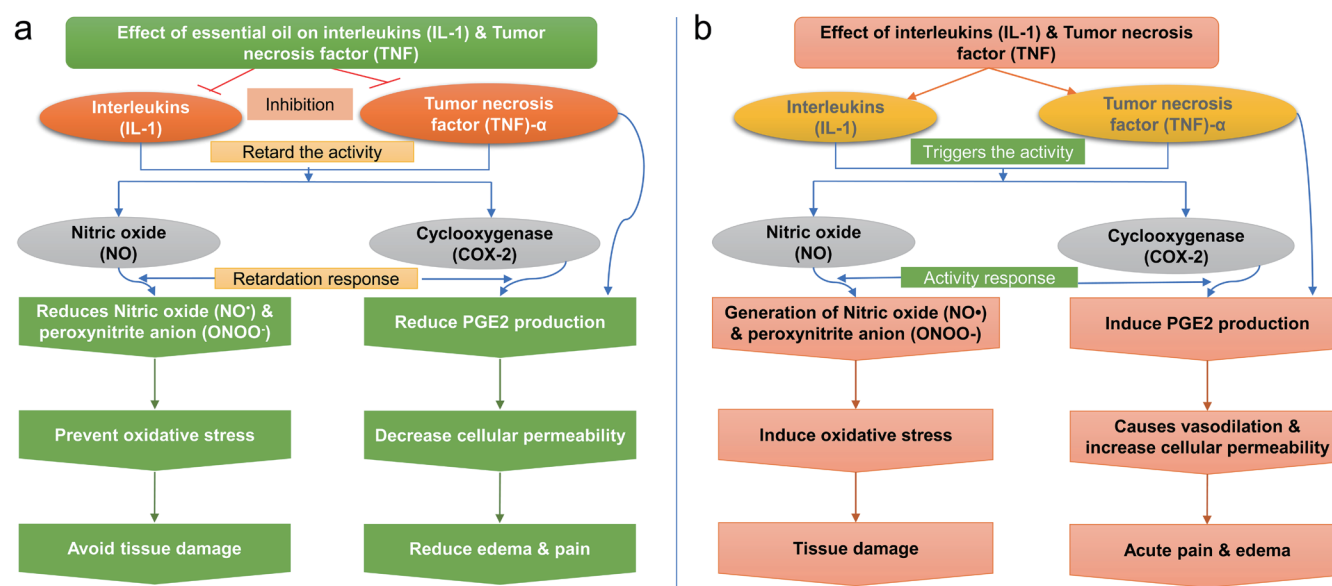 a
Effect of essential oil on interleukins (IL-1) & Tumor
necrosis factor (TNF)
Interleukins
(IL-1)
Inhibition
Tumor necrosis
factor (TNF)-α
Retard the activity
Nitric oxide
(NO)
Cyclooxygenase
(COX-2)
Retardation response
Reduces Nitric oxide (NO•) &
peroxynitrite anion (ONOO-)
Reduce PGE2 production
Prevent oxidative stress
Decrease cellular permeability
Avoid tissue damage
Reduce edema & pain
b
Effect of interleukins (IL-1) & Tumor necrosis
factor (TNF)
Interleukins
(IL-1)
Tumor necrosis
factor (TNF)-α
Triggers the activity
Nitric oxide
(NO)
Cyclooxygenase
(COX-2)
Activity response
Generation of Nitric oxide (NO•)
& peroxynitrite anion (ONOO-)
Induce PGE2 production
Induce oxidative stress
Causes vasodilation &
increase cellular permeability
Tissue damage
Acute pain & edema